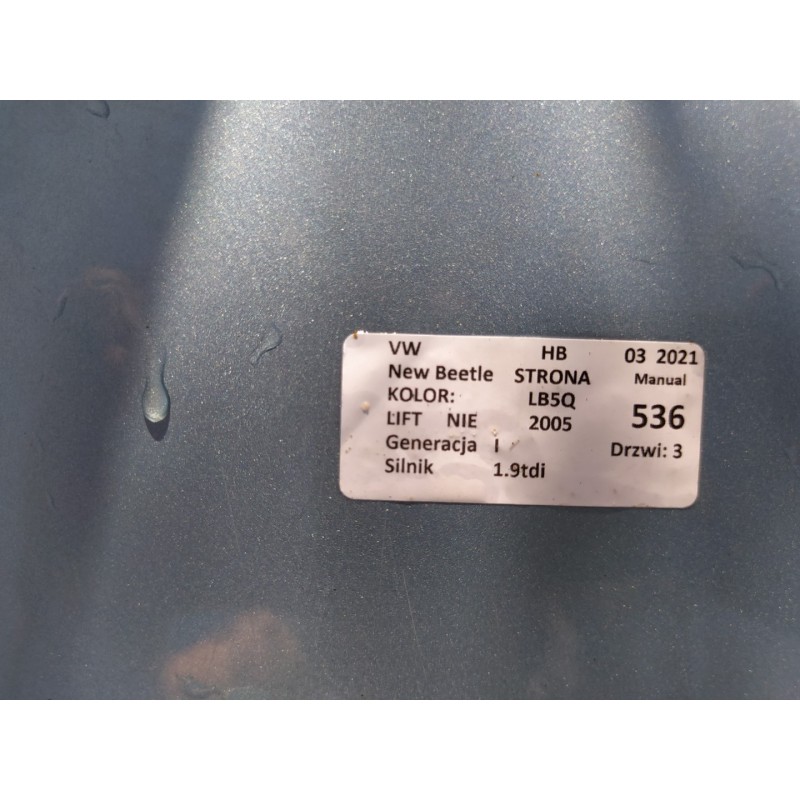 VW HB 03 2021
New Beetle STRONA Manual
KOLOR: LB5Q
LIFT NIE 2005 536
Generacja I Drzwi: 3
Silnik 1.9tdi